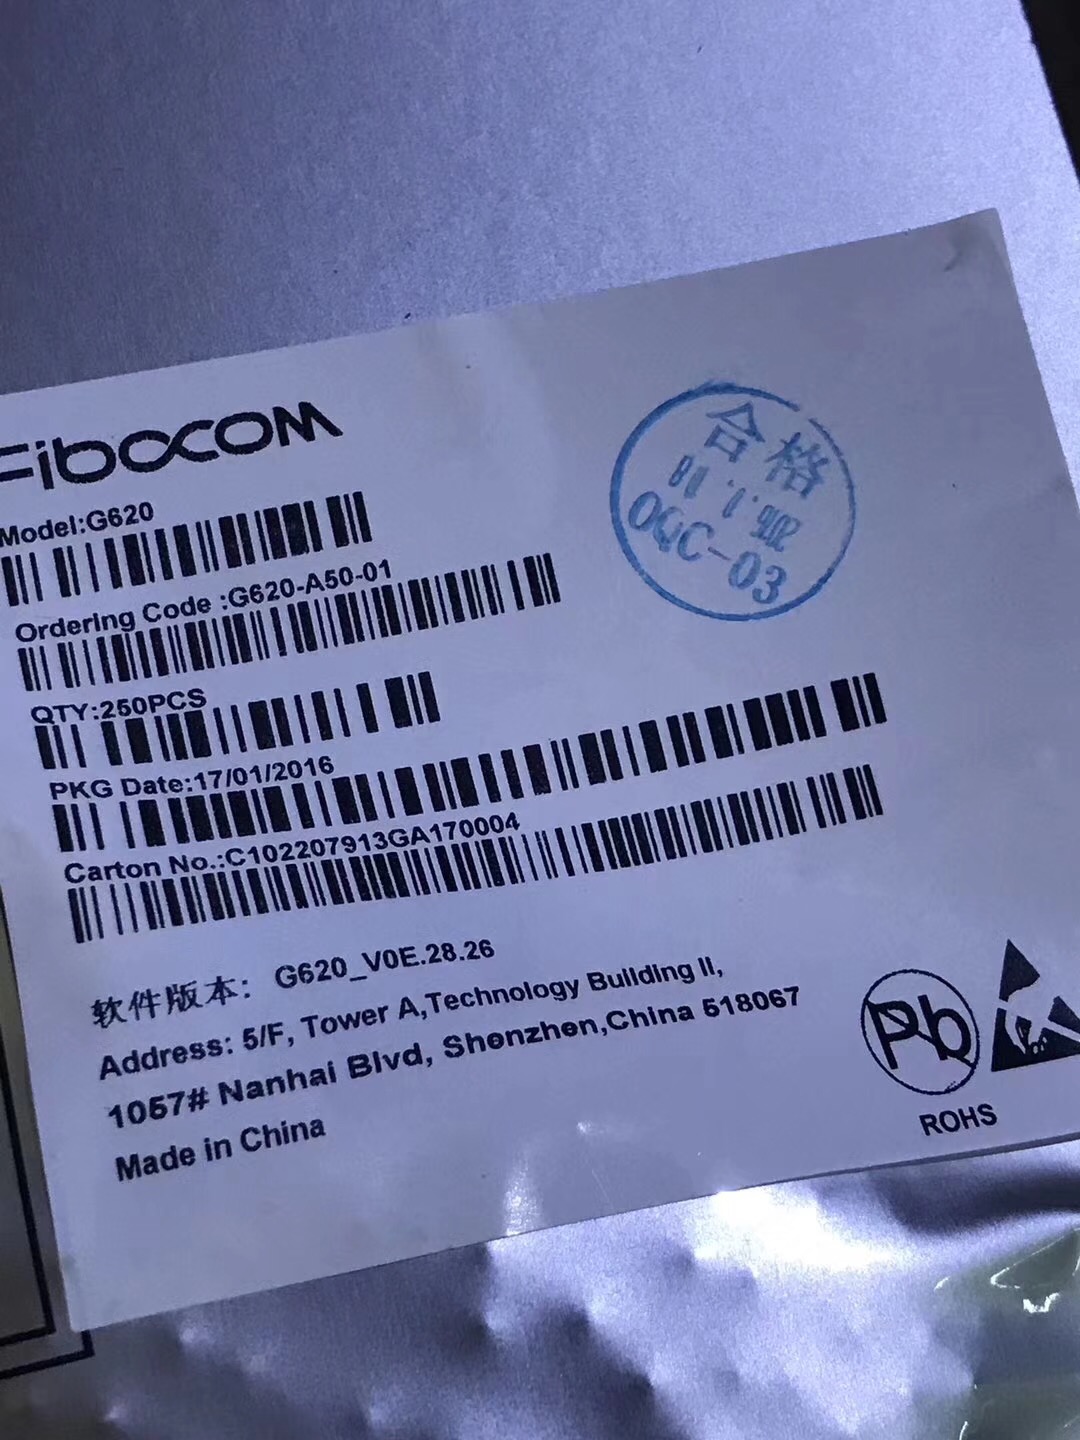 Fibocom
Model:G620
Ordering Code :G620-A50-01
QTY:250PCS
PKG Date:17/01/2016
Carton No.:C102207913GA170004
软件版本: G620_V0E.28.26
Address: 5/F, Tower A,Technology Building II,
1057# Nanhai Blvd, Shenzhen,China 518067
Made in China
合格
OQC-03
Pb
ROHS